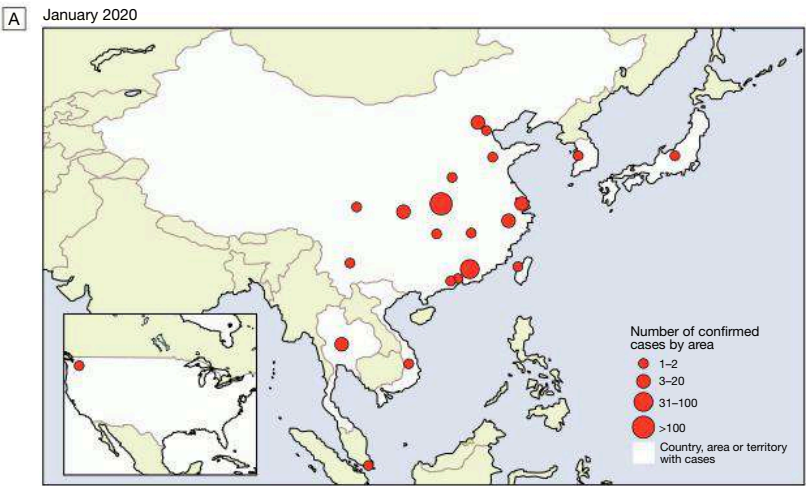 A
January 2020
Number of confirmed
cases by area
1–2
3–20
31–100
>100
Country, area or territory
with cases